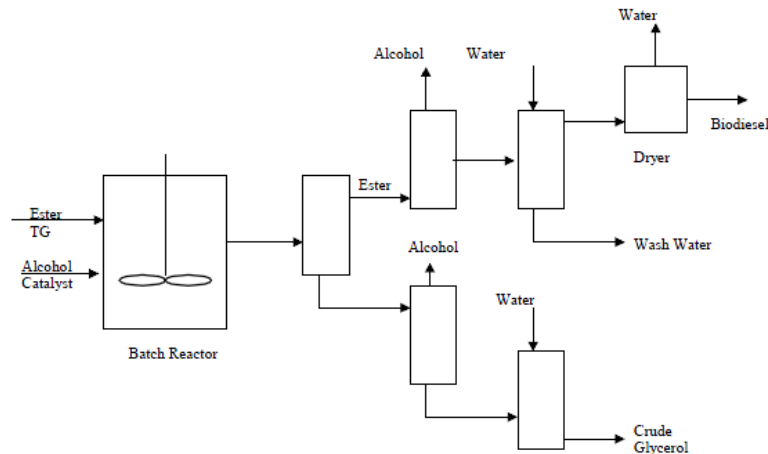 Water
Alcohol
Water
Biodiesel
Dryer
Ester
Ester
TG
Wash Water
Alcohol
Alcohol
Catalyst
Water
Batch Reactor
Crude
Glycerol